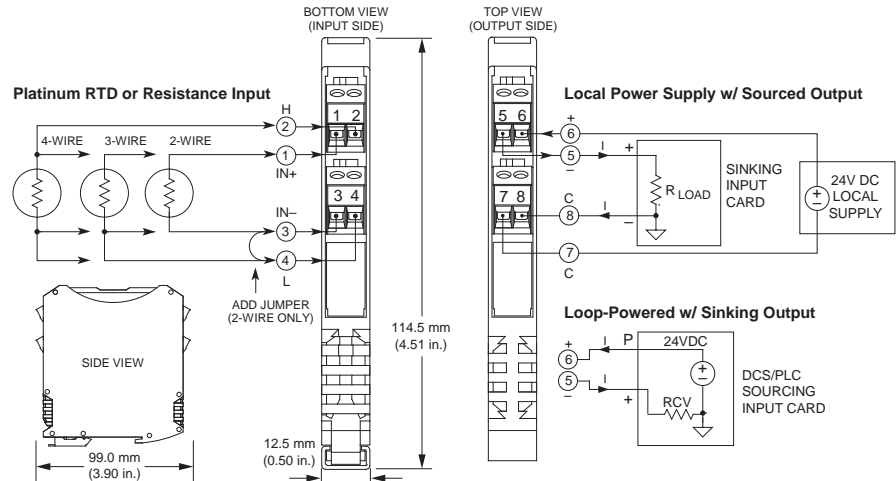 BOTTOM VIEW
(INPUT SIDE)
TOP VIEW
(OUTPUT SIDE)
Platinum RTD or Resistance Input
4-WIRE
3-WIRE
2-WIRE
H
2
1
IN+
IN–
3
4
L
ADD JUMPER
(2-WIRE ONLY)
1 2
3 4
SIDE VIEW
99.0 mm
(3.90 in.)
114.5 mm
(4.51 in.)
12.5 mm
(0.50 in.)
5 6
7 8
Local Power Supply w/ Sourced Output
+
6
5
–
I
+
R LOAD
SINKING
INPUT
CARD
24V DC
LOCAL
SUPPLY
+
–
C
8
I
–
7
C
Loop-Powered w/ Sinking Output
+
6
I
P
24VDC
+
–
5
–
I
+
RCV
DCS/PLC
SOURCING
INPUT CARD